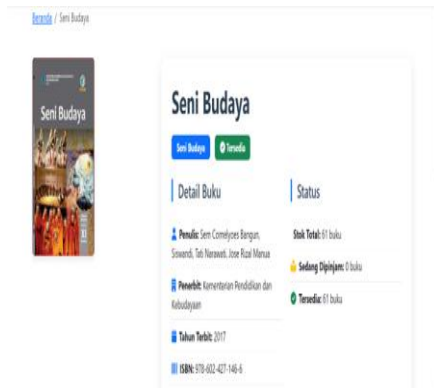 Beranda / Seni Budaya
Seni Budaya
Seni Budaya
Seni Budaya Tersedia
Detail Buku
Penulis: Sem Cornelyoes Bangun,
Siswandi, Tati Narawati, Jose Rizal Manua
Penerbit: Kementerian Pendidikan dan
Kebudayaan
Tahun Terbit: 2017
ISBN: 978-602-427-146-6
Status
Stok Total: 61 buku
Sedang Dipinjam: 0 buku
Tersedia: 61 buku